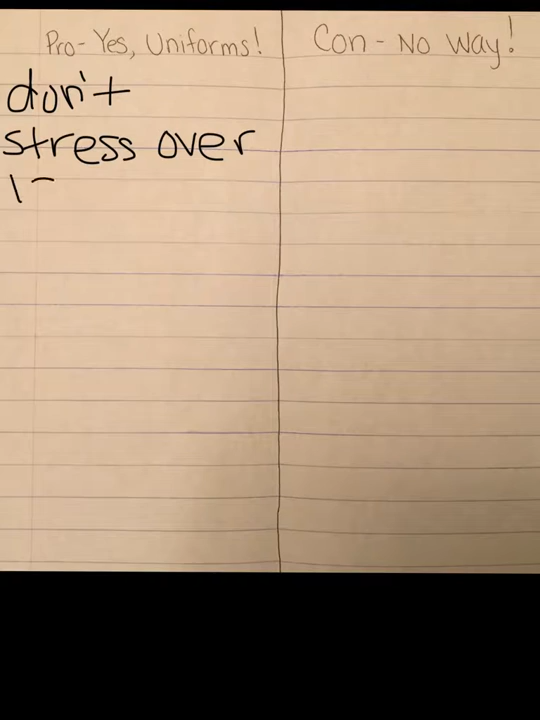 Pro- Yes, Uniforms!
Con - No Way!
don't
stress over